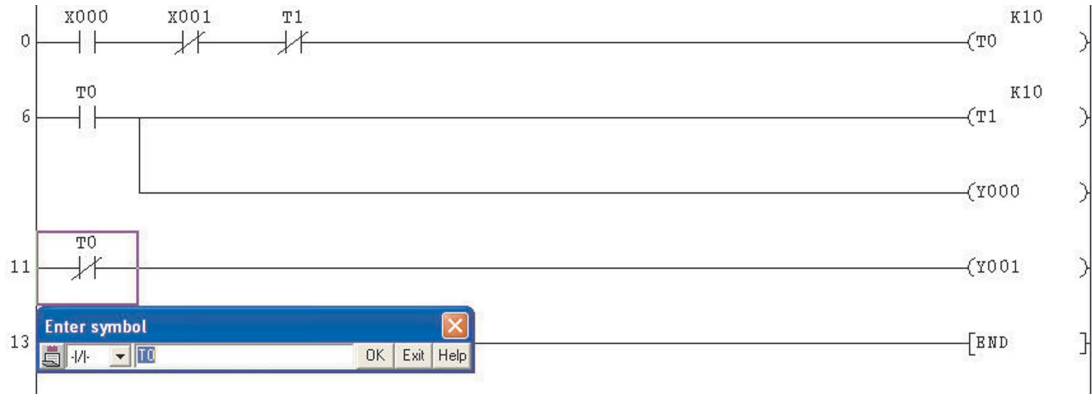 X000 X001 T1 K10
0 (T0 )
T0 K10
6 (T1 )
(Y000 )
T0
11 (Y001 )
Enter symbol
13 [END ]
-|/|- T0 OK Exit Help